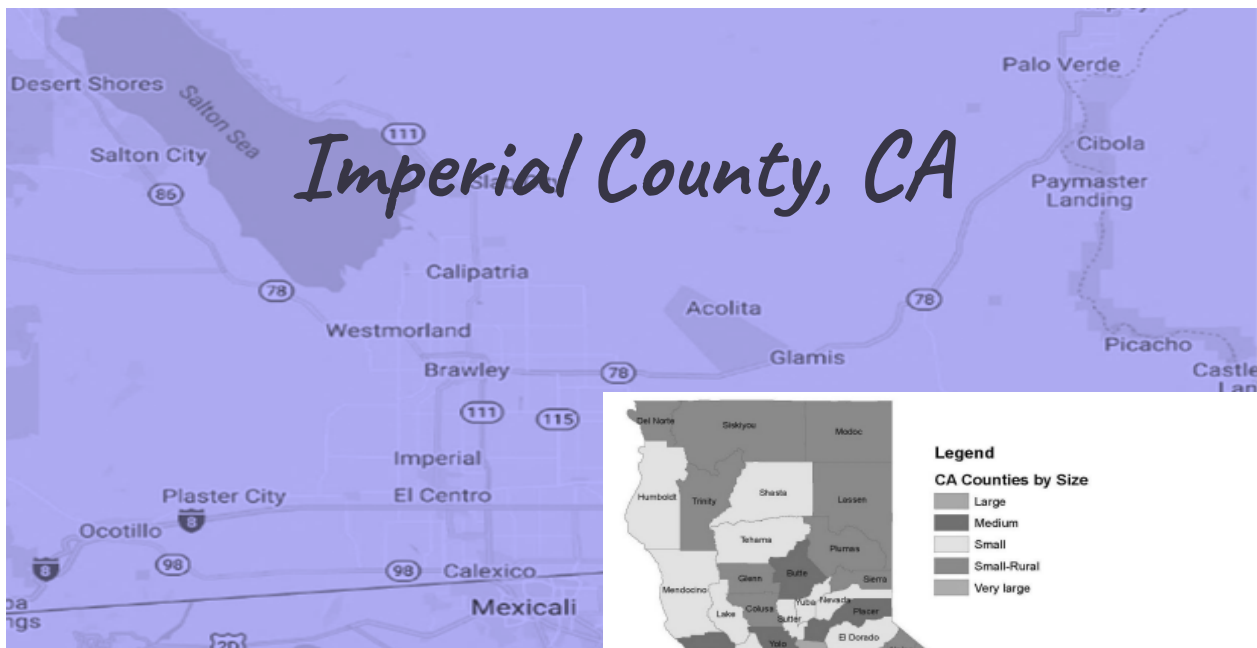 Desert Shores
Salton Sea
Palo Verde
111
Imperial County, CA
Cibola
Salton City
86
Paymaster
Landing
Calipatria
78
78
Acolita
Westmorland
Glamis
Picacho
Brawley
78
Castle
111
115
Imperial
Plaster City
El Centro
8
Ocotillo
98
98
Calexico
8
Mexicali
ngs
2D
Del Norte
Siskiyou
Modoc
Humboldt
Trinity
Shasta
Lassen
Tehama
Plumas
Mendocino
Glenn
Butte
Sierra
Lake
Colusa
Yuba
Nevada
Placer
Sutter
El Dorado
Yolo
Legend
CA Counties by Size
Large
Medium
Small
Small-Rural
Very large